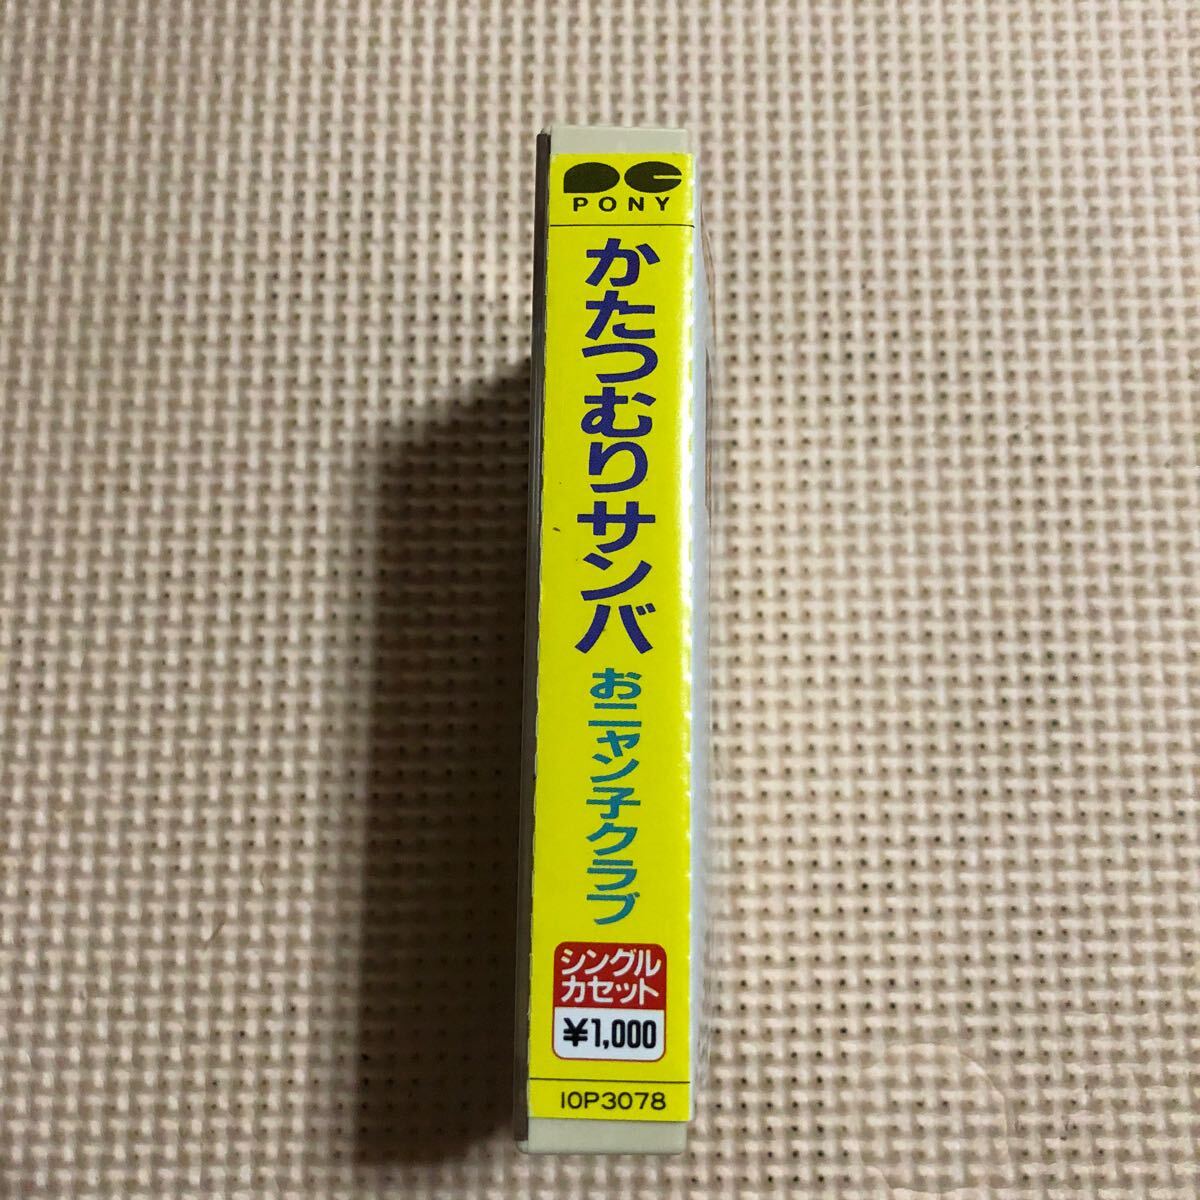 PC
PONY
かたつむりサンバ
おニャン子クラブ
シングル
カセット
¥1,000
10P3078